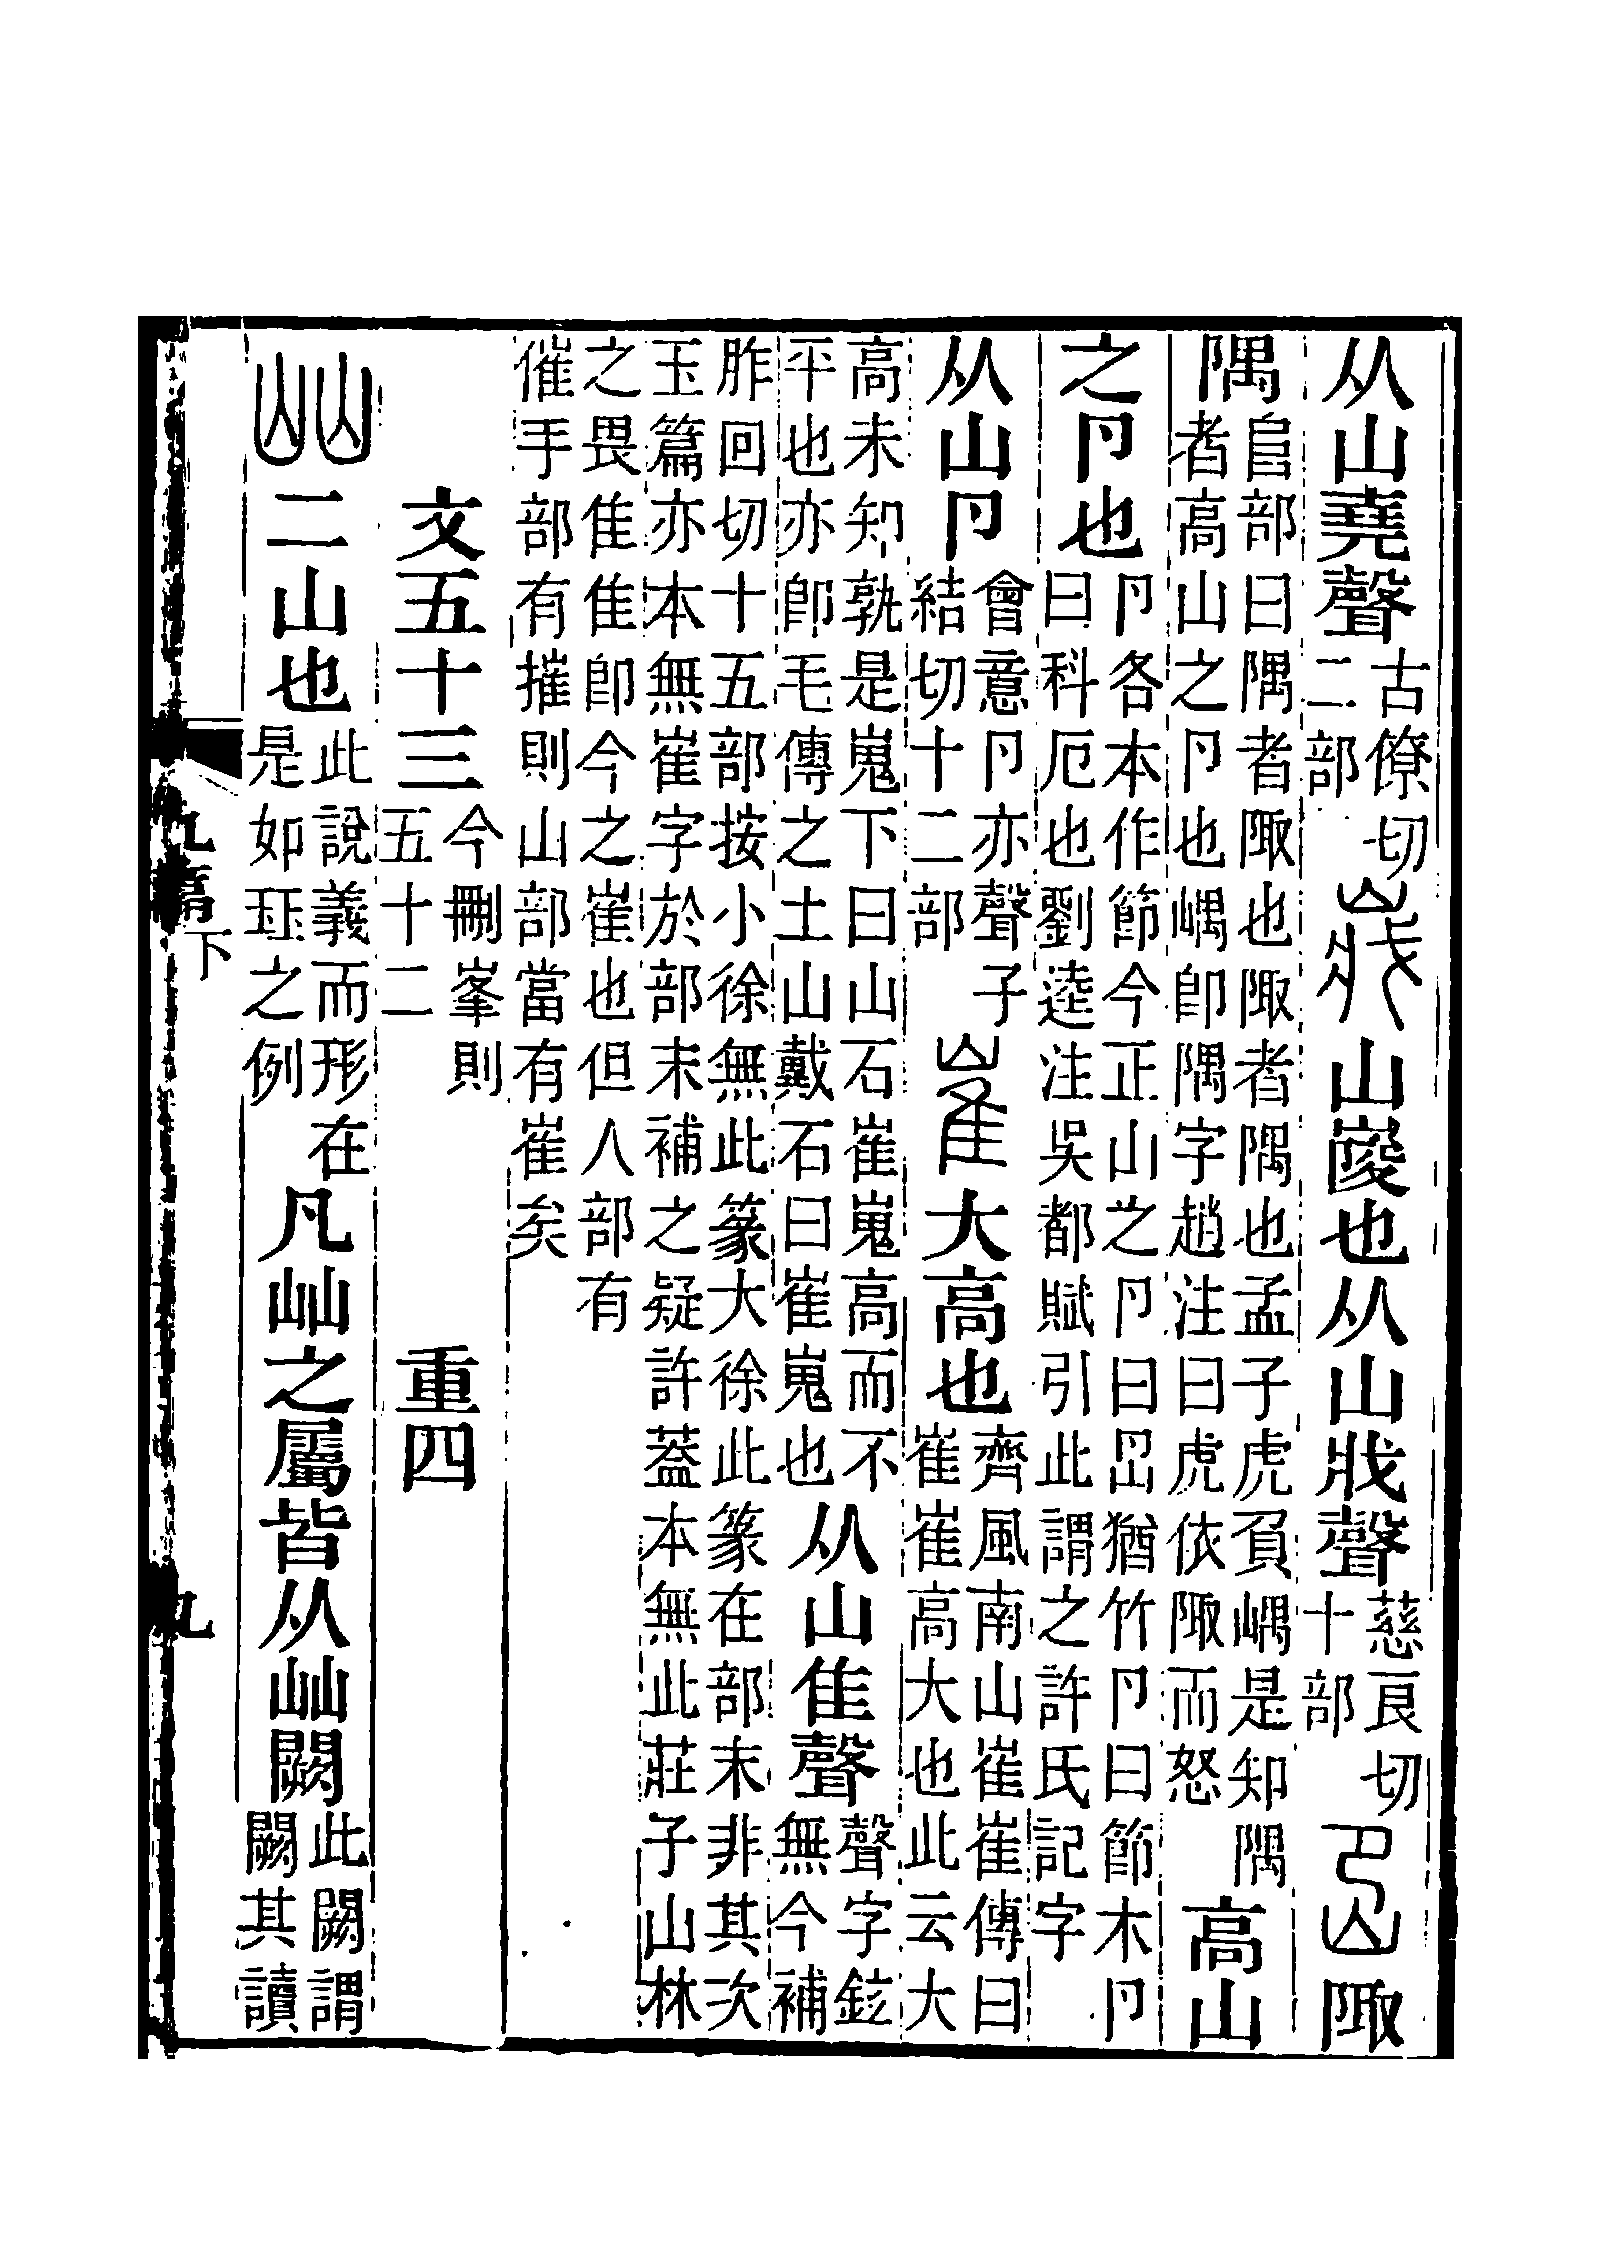 从山堯聲古僚切二部𡹔山嵏也从山戕聲慈良切十部岊陬
隅𨸏部曰隅者陬也陬者隅也孟子虎負嵎是知隅者高山之卪也嵎卽隅字趙注曰虎依陬而怒高山
之卪也卪各本作節今正山之卪曰岊猶竹卪曰節木卪曰科厄也劉逵注吳都賦引此謂之許氏記字
从山卪會意卪亦聲子結切十二部崔大高也齊風南山崔崔傳曰崔崔高大也此云大
高未知孰是嵬下曰山石崔嵬高而不平也亦卽毛傳之土山戴石曰崔嵬也从山隹聲聲字鉉無今補
胙回切十五部按小徐無此篆大徐此篆在部末非其次玉篇亦本無崔字於部末補之疑許葢本無此莊子山林
之畏隹隹卽今之崔也但人部有催手部有摧則山部當有崔矣
文五十三今刪峯則五十二重四
屾二山也此說義而形在是如玨之例凡屾之屬皆从屾闕此闕謂闕其讀
九篇下
九